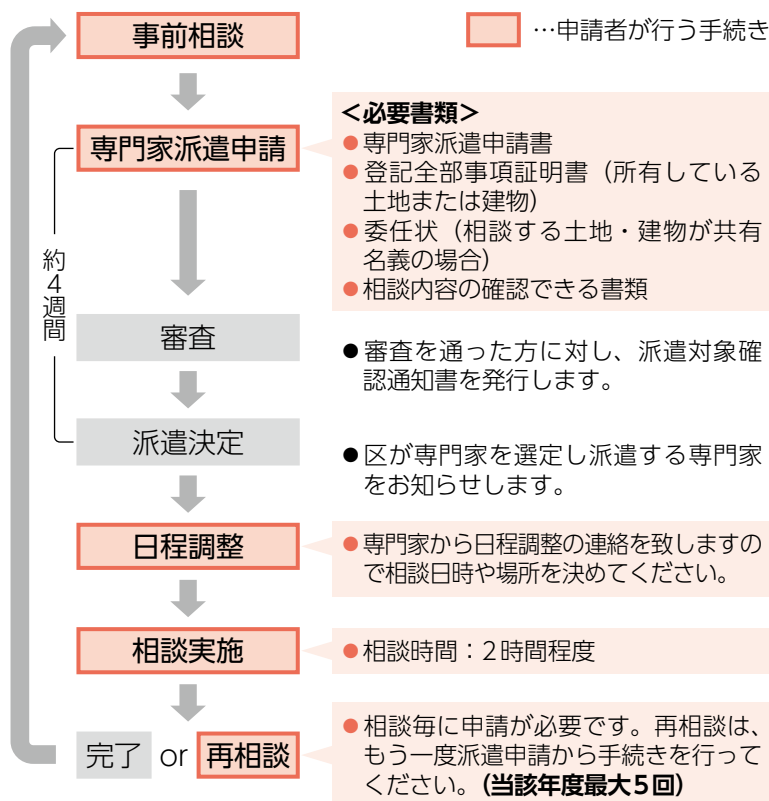 事前相談
…申請者が行う手続き
専門家派遣申請
＜必要書類＞
●専門家派遣申請書
●登記全部事項証明書（所有している
土地または建物）
●委任状（相談する土地・建物が共有
名義の場合）
●相談内容の確認できる書類
約4週間
審査
●審査を通った方に対し、派遣対象確
認通知書を発行します。
派遣決定
●区が専門家を選定し派遣する専門家
をお知らせします。
日程調整
●専門家から日程調整の連絡を致しますの
で相談日時や場所を決めてください。
相談実施
●相談時間：2時間程度
完了 or 再相談
●相談毎に申請が必要です。再相談は、
もう一度派遣申請から手続きを行って
ください。(当該年度最大5回)